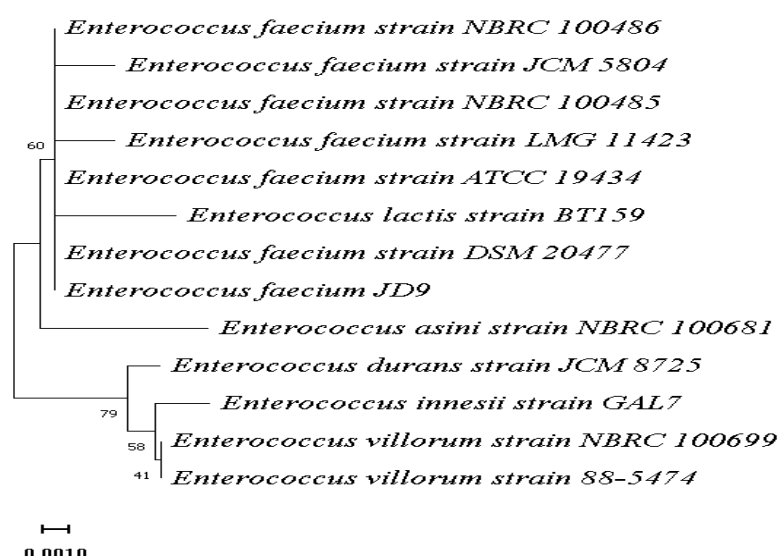 Enterococcus faecium strain NBRC 100486
Enterococcus faecium strain JCM 5804
Enterococcus faecium strain NBRC 100485
60
Enterococcus faecium strain LMG 11423
Enterococcus faecium strain ATCC 19434
Enterococcus lactis strain BT159
Enterococcus faecium strain DSM 20477
Enterococcus faecium JD9
Enterococcus asini strain NBRC 100681
Enterococcus durans strain JCM 8725
79
Enterococcus innesii strain GAL7
58
Enterococcus villorum strain NBRC 100699
41
Enterococcus villorum strain 88-5474
0.0010